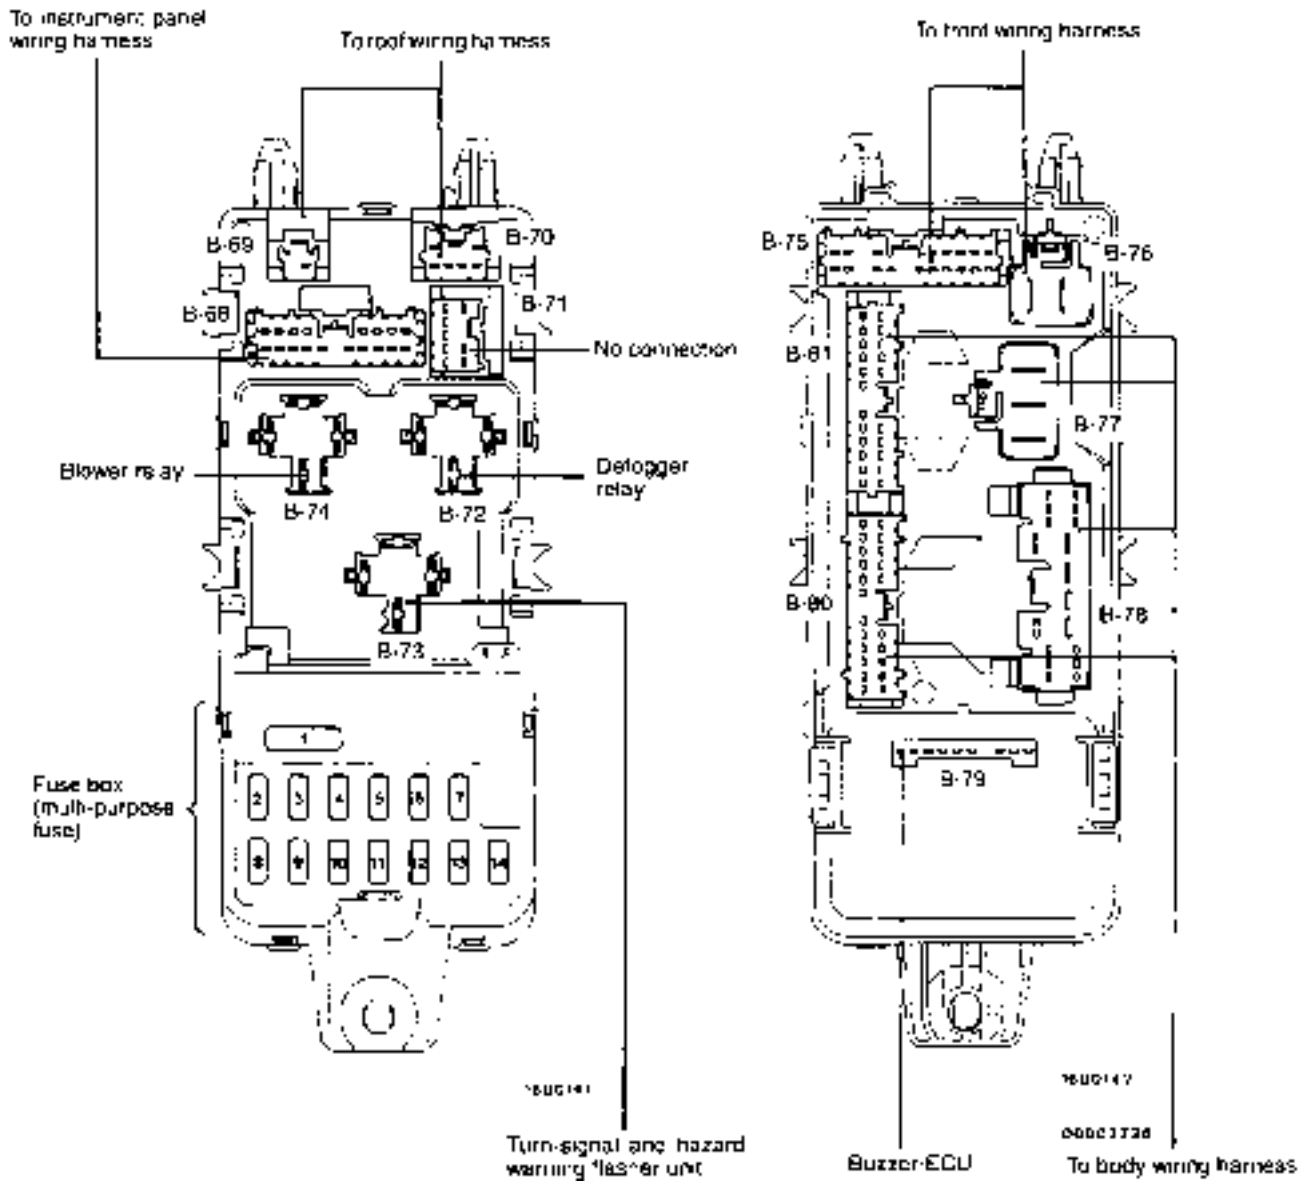 To instrument panel
wiring harness
To roof wiring harness
To front wiring harness
B-69
B-70
B-75
B-76
B-68
B-71
No connection
B-81
B-77
Blower relay
Defogger
relay
B-74
B-72
B-80
B-78
B-73
1
B-79
Fuse box
(multi-purpose
fuse)
2 3 4 5 6 7
8 9 10 11 12 13 14
Turn-signal and hazard
warning flasher unit
Buzzer-ECU
To body wiring harness